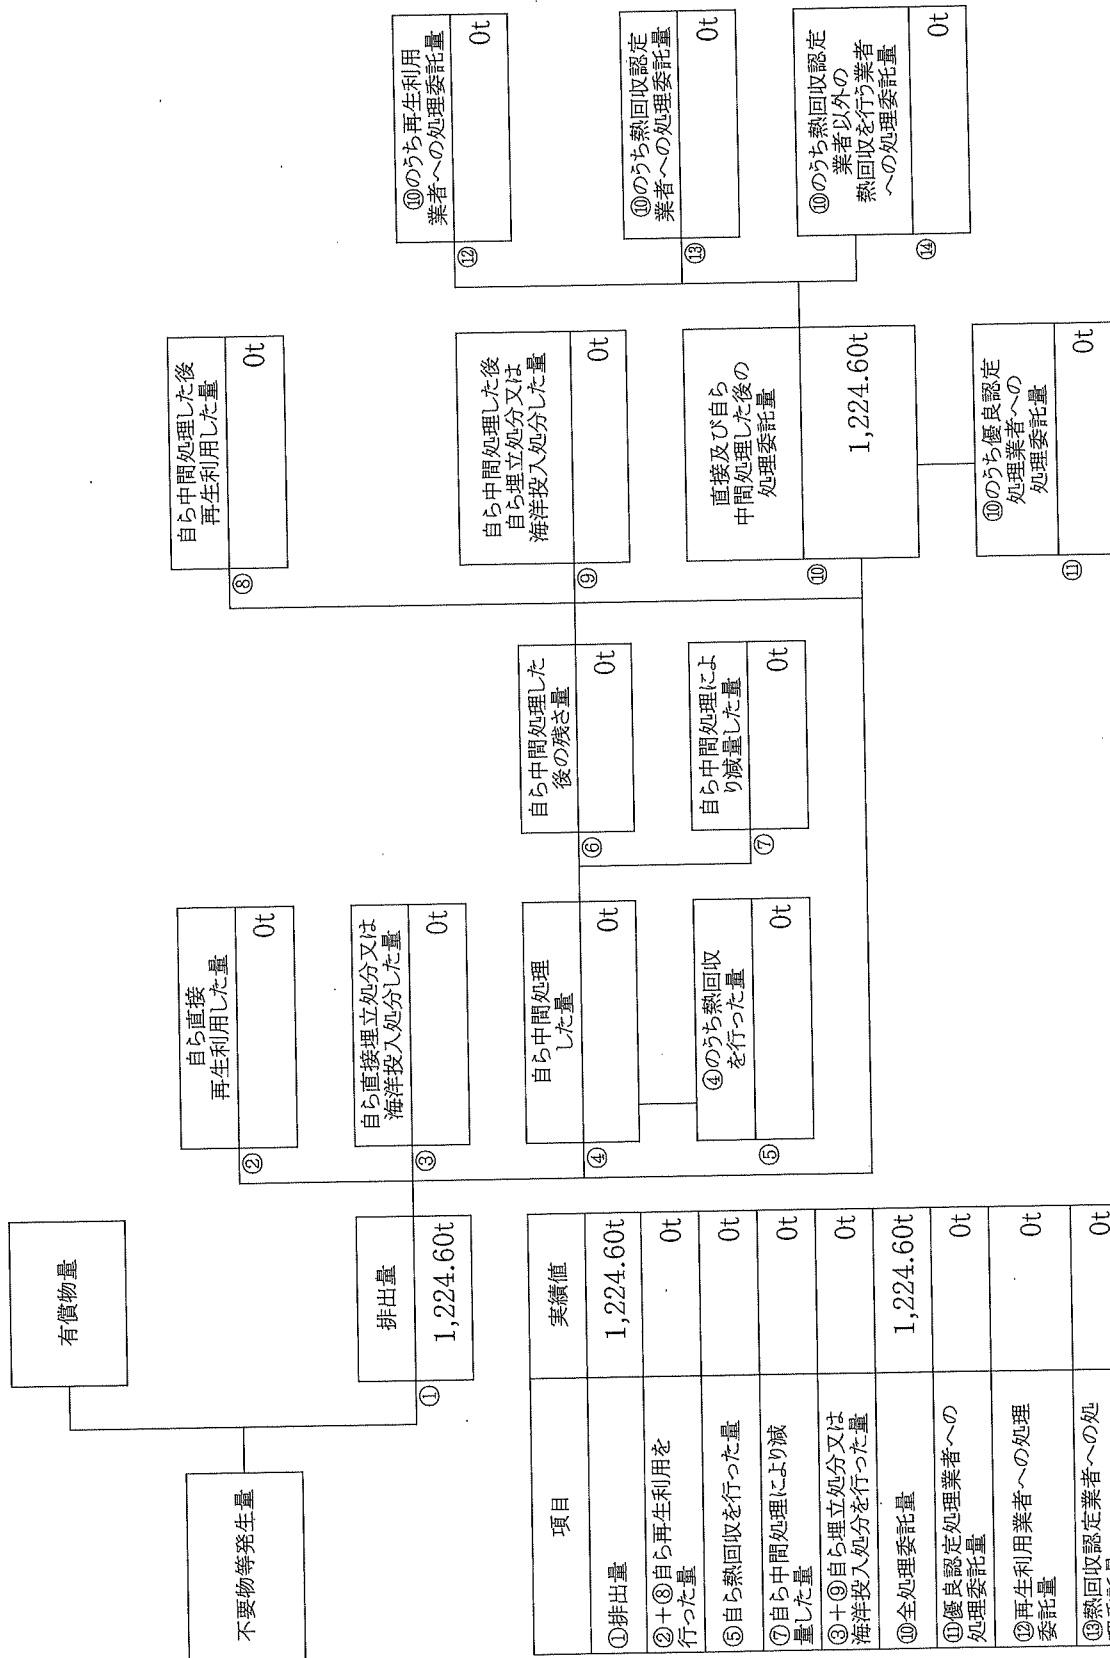 不要物等発生量
有償物量
排出量
①
1,224.60t
自ら直接
再生利用した量
②
0t
自ら直接埋立処分又は
海洋投入処分した量
③
0t
自ら中間処理
した量
④
0t
④のうち熱回収
を行った量
⑤
0t
自ら中間処理した
後の残さ量
⑥
0t
自ら中間処理によ
り減量した量
⑦
0t
自ら中間処理した後
再生利用した量
⑧
0t
自ら中間処理した後
自ら埋立処分又は
海洋投入処分した量
⑨
0t
直接及び自ら
中間処理した後の
処理委託量
⑩
1,224.60t
⑩のうち優良認定
処理業者への
処理委託量
⑪
0t
⑩のうち再生利用
業者への処理委託量
⑫
0t
⑩のうち熱回収認定
業者への処理委託量
⑬
0t
⑩のうち熱回収認定
業者以外の
熱回収を行う業者
への処理委託量
⑭
0t
項目 実績値
①排出量 1,224.60t
②+⑧自ら再生利用を
行った量 0t
⑤自ら熱回収を行った量 0t
⑦自ら中間処理により減
量した量 0t
③+⑨自ら埋立処分又は
海洋投入処分を行った量 0t
⑩全処理委託量 1,224.60t
⑪優良認定処理業者への
処理委託量 0t
⑫再生利用業者への処理
委託量 0t
⑬熱回収認定業者への処 0t